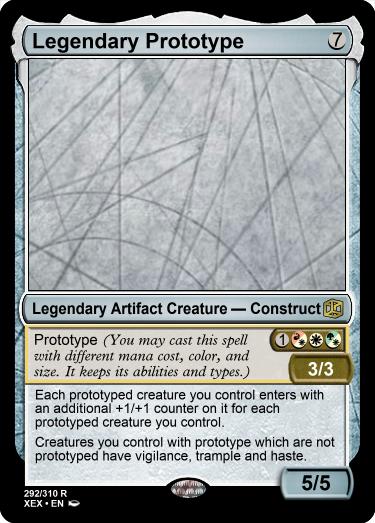 Legendary Prototype 7
Legendary Artifact Creature — Construct
Prototype (You may cast this spell 1
with different mana cost, color, and
size. It keeps its abilities and types.) 3/3
Each prototyped creature you control enters with
an additional +1/+1 counter on it for each
prototyped creature you control.
Creatures you control with prototype which are not
prototyped have vigilance, trample and haste.
5/5
292/310 R
XEX • EN